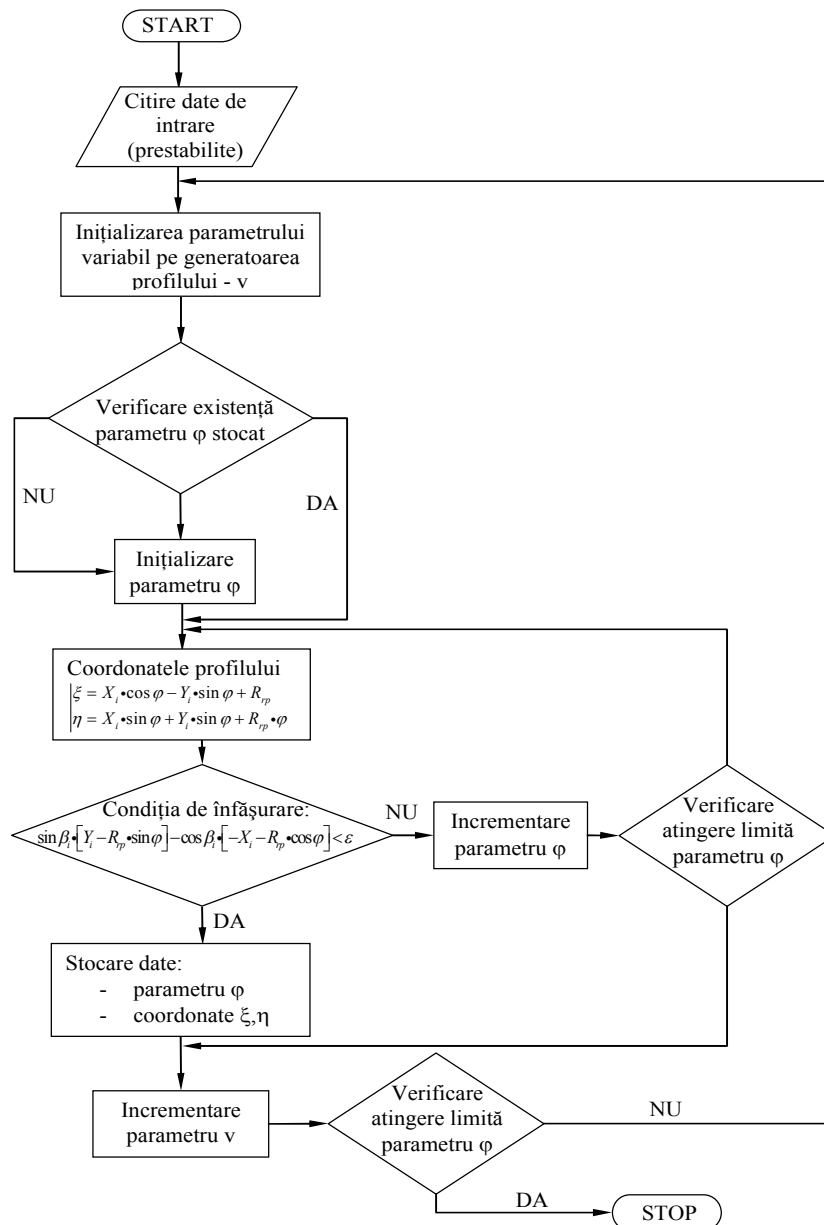 START
Citire date de
intrare
(prestabilite)
Inițializarea parametrului
variabil pe generatoarea
profilului - v
Verificare existență
parametru φ stocat
NU
DA
Inițializare
parametru φ
Coordonatele profilului
ξ = X_i•cos φ − Y_i•sin φ + R_rp
η = X_i•sin φ + Y_i•sin φ + R_rp•φ
Condiția de înfăşurare:
sin β_i•[Y_i − R_rp•sin φ] − cos β_i•[−X_i − R_rp•cos φ] < ε
NU
Incrementare
parametru φ
Verificare
atingere limită
parametru φ
DA
Stocare date:
- parametru φ
- coordonate ξ,η
Incrementare
parametru v
Verificare
atingere limită
parametru φ
NU
DA
STOP